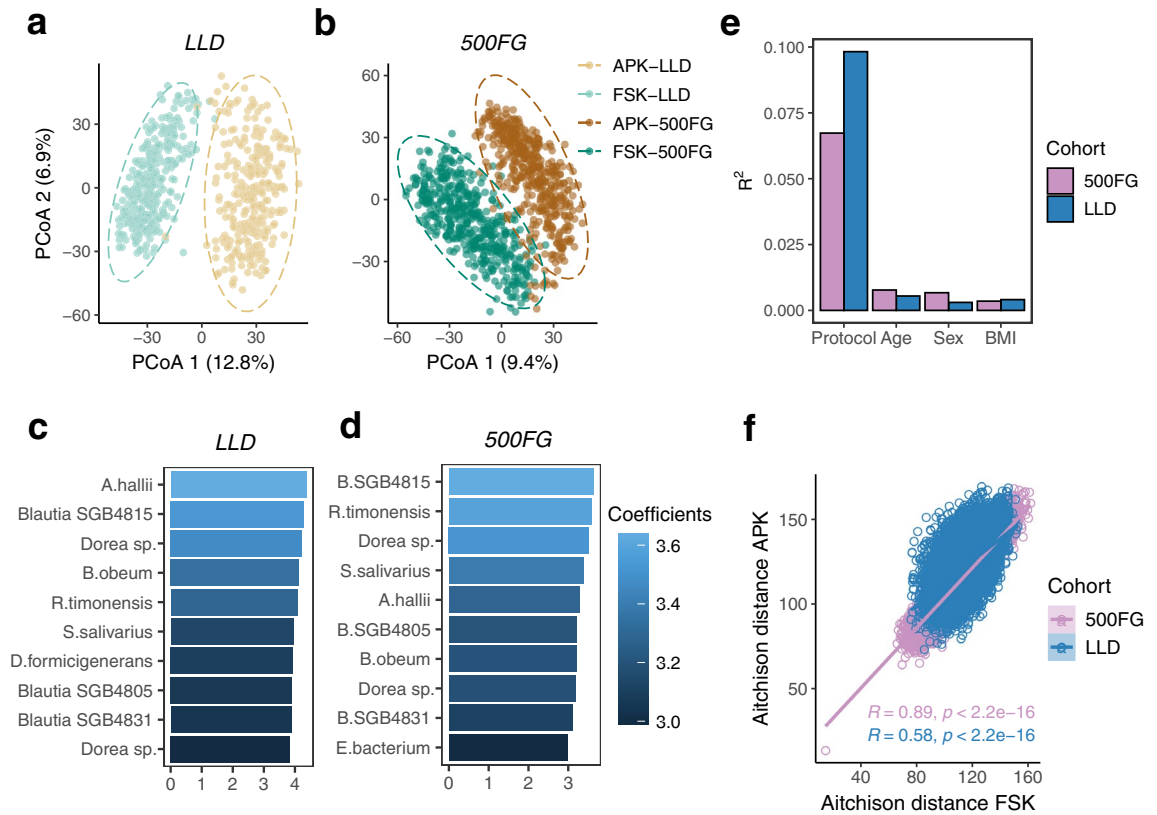 a
LLD
PCoA 2 (6.9%)
30
0
−30
−60
−30
0
30
PCoA 1 (12.8%)
b
500FG
60
30
0
−30
−60
−30
0
30
PCoA 1 (9.4%)
APK−LLD
FSK−LLD
APK−500FG
FSK−500FG
e
R2
0.100
0.075
0.050
0.025
0.000
Protocol Age Sex BMI
Cohort
500FG
LLD
c
LLD
A.hallii
Blautia SGB4815
Dorea sp.
B.obeum
R.timonensis
S.salivarius
D.formicigenerans
Blautia SGB4805
Blautia SGB4831
Dorea sp.
0 1 2 3 4
d
500FG
B.SGB4815
R.timonensis
Dorea sp.
S.salivarius
A.hallii
B.SGB4805
B.obeum
Dorea sp.
B.SGB4831
E.bacterium
0 1 2 3
Coefficients
3.6
3.4
3.2
3.0
f
Aitchison distance APK
150
100
50
R = 0.89, p < 2.2e−16
R = 0.58, p < 2.2e−16
40 80 120 160
Aitchison distance FSK
Cohort
a 500FG
a LLD